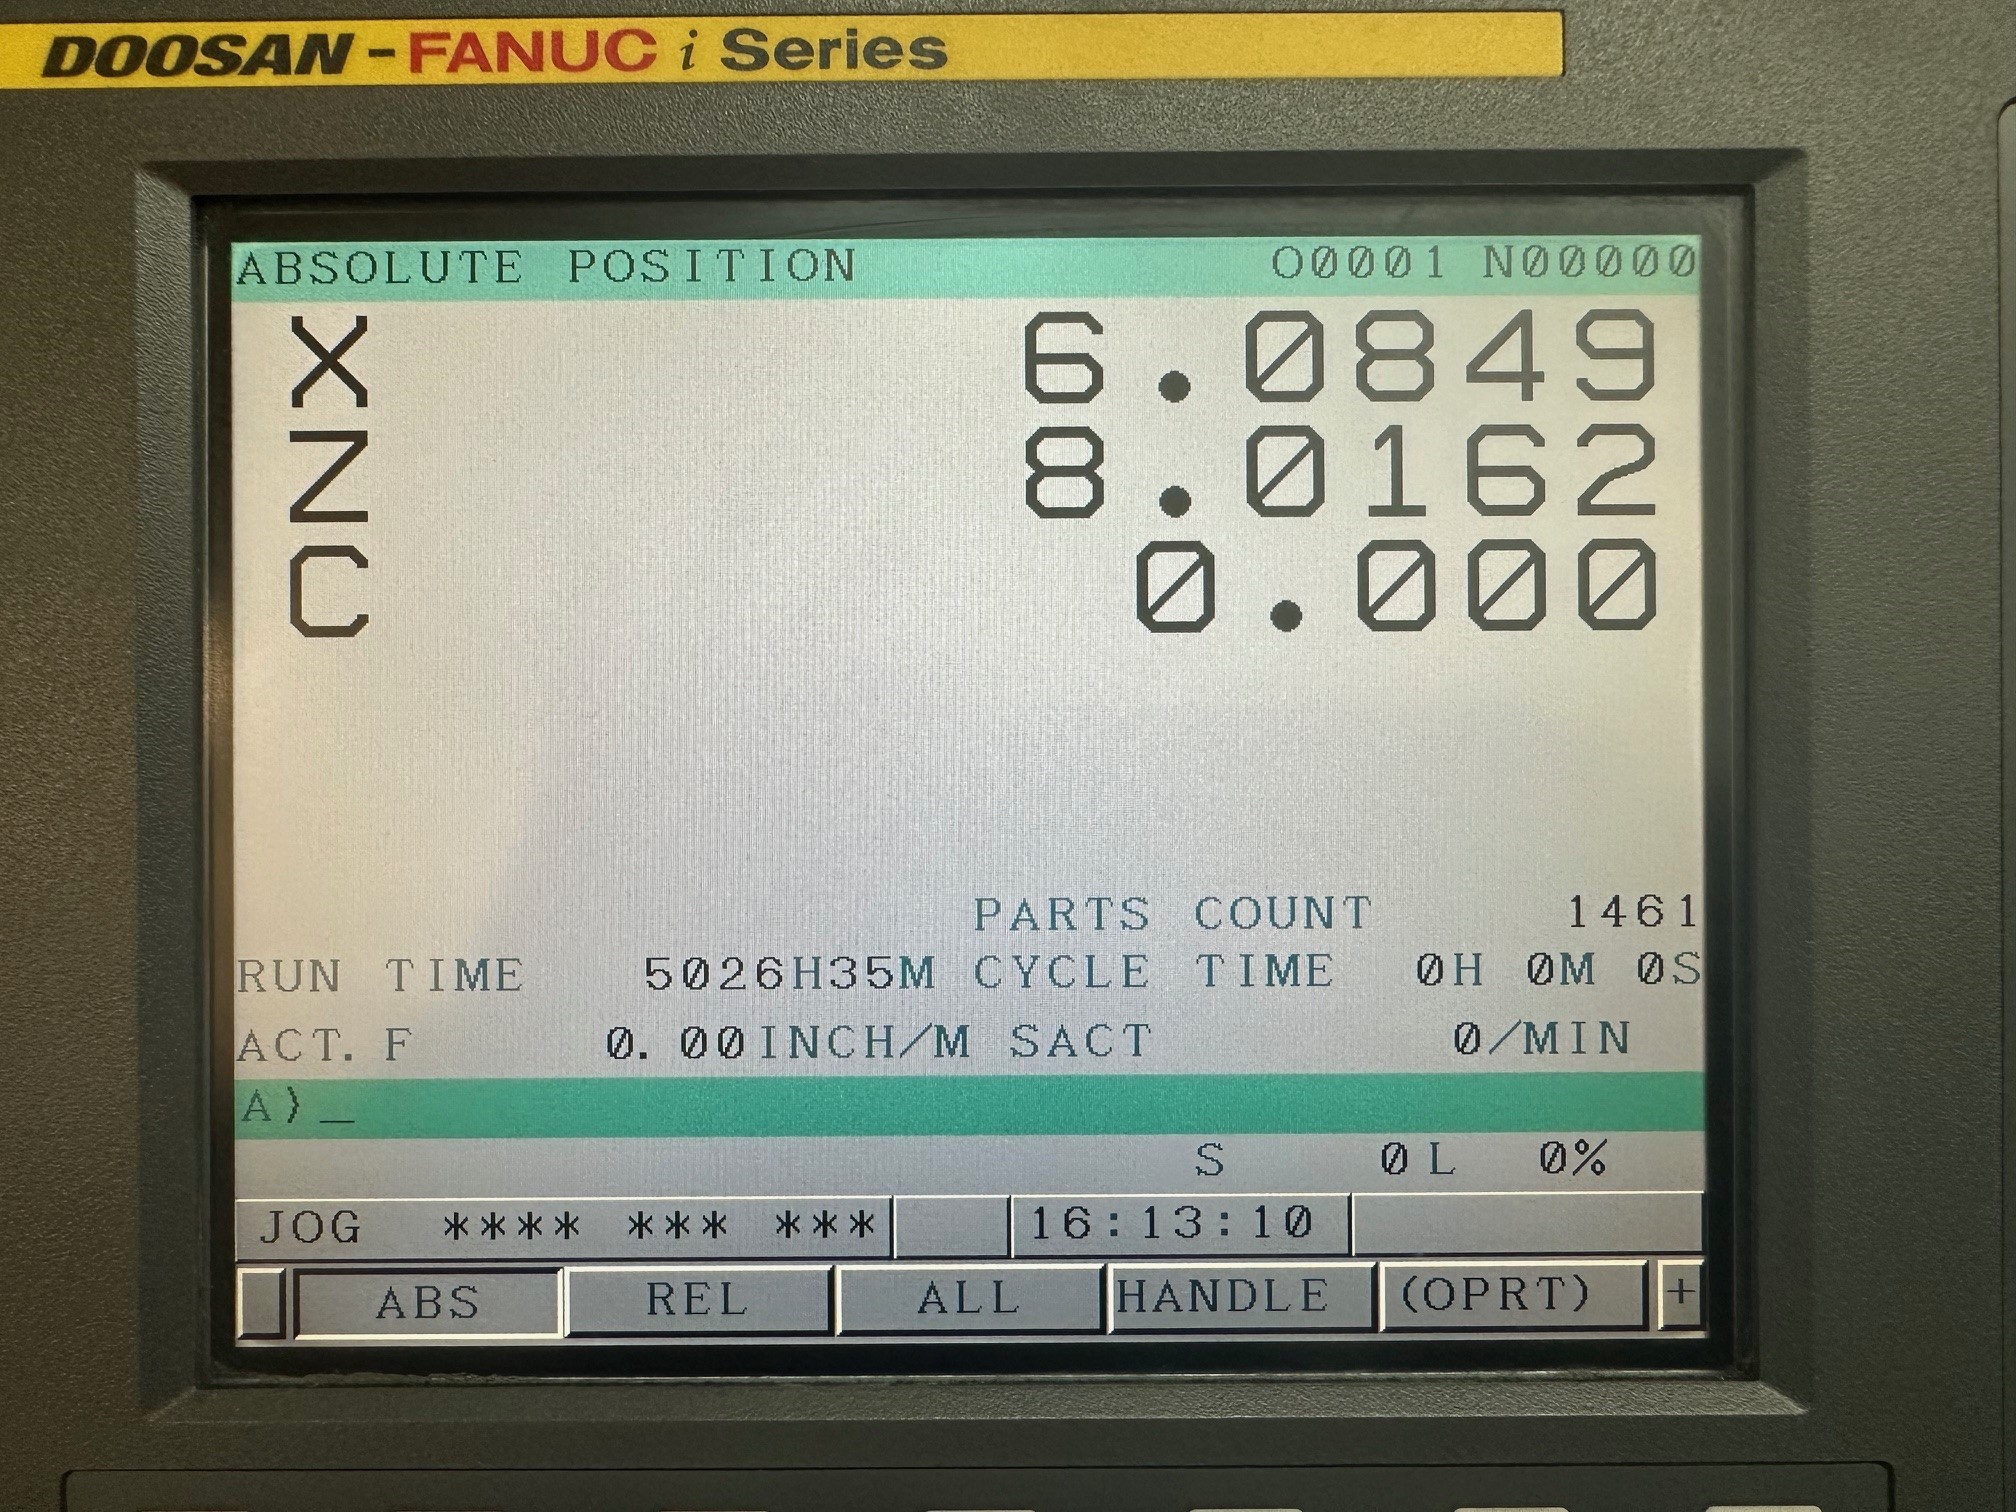 DOOSAN-FANUC i Series
ABSOLUTE POSITION O0001 N00000
X 6.0849
Z 8.0162
C 0.000
PARTS COUNT 1461
RUN TIME 5026H35M CYCLE TIME 0H 0M 0S
ACT. F 0.00INCH/M SACT 0/MIN
A)_
S 0 L 0%
JOG **** *** *** 16:13:10
ABS REL ALL HANDLE (OPRT) +